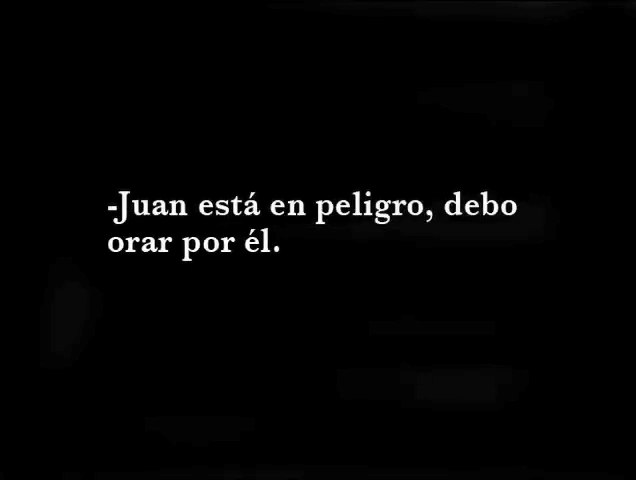 -Juan está en peligro, debo
orar por él.